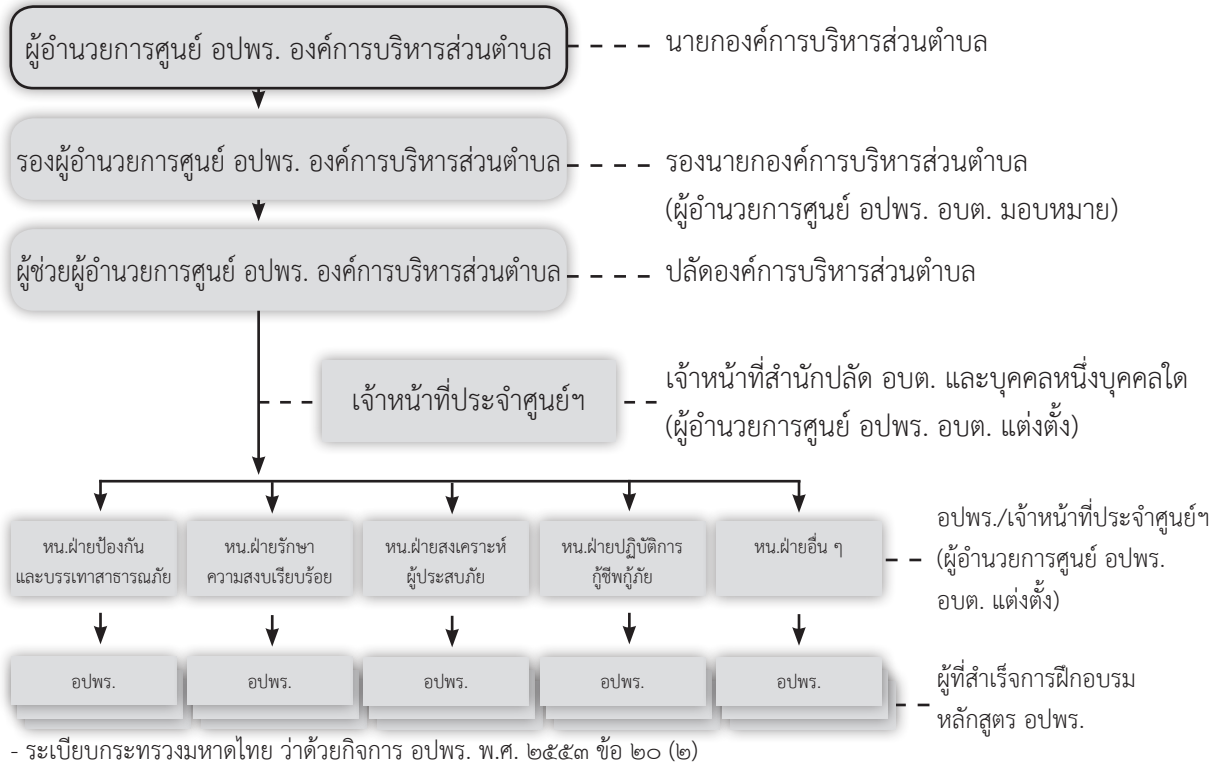 ผู้อำนวยการศูนย์ อปพร. องค์การบริหารส่วนตำบล
นายกองค์การบริหารส่วนตำบล
รองผู้อำนวยการศูนย์ อปพร. องค์การบริหารส่วนตำบล
รองนายกองค์การบริหารส่วนตำบล
(ผู้อำนวยการศูนย์ อปพร. อบต. มอบหมาย)
ผู้ช่วยผู้อำนวยการศูนย์ อปพร. องค์การบริหารส่วนตำบล
ปลัดองค์การบริหารส่วนตำบล
เจ้าหน้าที่ประจำศูนย์ฯ
เจ้าหน้าที่สำนักปลัด อบต. และบุคคลหนึ่งบุคคลใด
(ผู้อำนวยการศูนย์ อปพร. อบต. แต่งตั้ง)
หน.ฝ่ายป้องกัน
และบรรเทาสาธารณภัย
หน.ฝ่ายรักษา
ความสงบเรียบร้อย
หน.ฝ่ายสงเคราะห์
ผู้ประสบภัย
หน.ฝ่ายปฏิบัติการ
กู้ชีพกู้ภัย
หน.ฝ่ายอื่น ๆ
อปพร./เจ้าหน้าที่ประจำศูนย์ฯ
(ผู้อำนวยการศูนย์ อปพร.
อบต. แต่งตั้ง)
อปพร.
อปพร.
อปพร.
อปพร.
อปพร.
ผู้ที่สำเร็จการฝึกอบรม
หลักสูตร อปพร.
- ระเบียบกระทรวงมหาดไทย ว่าด้วยกิจการ อปพร. พ.ศ. ๒๕๕๓ ข้อ ๒๐ (๒)